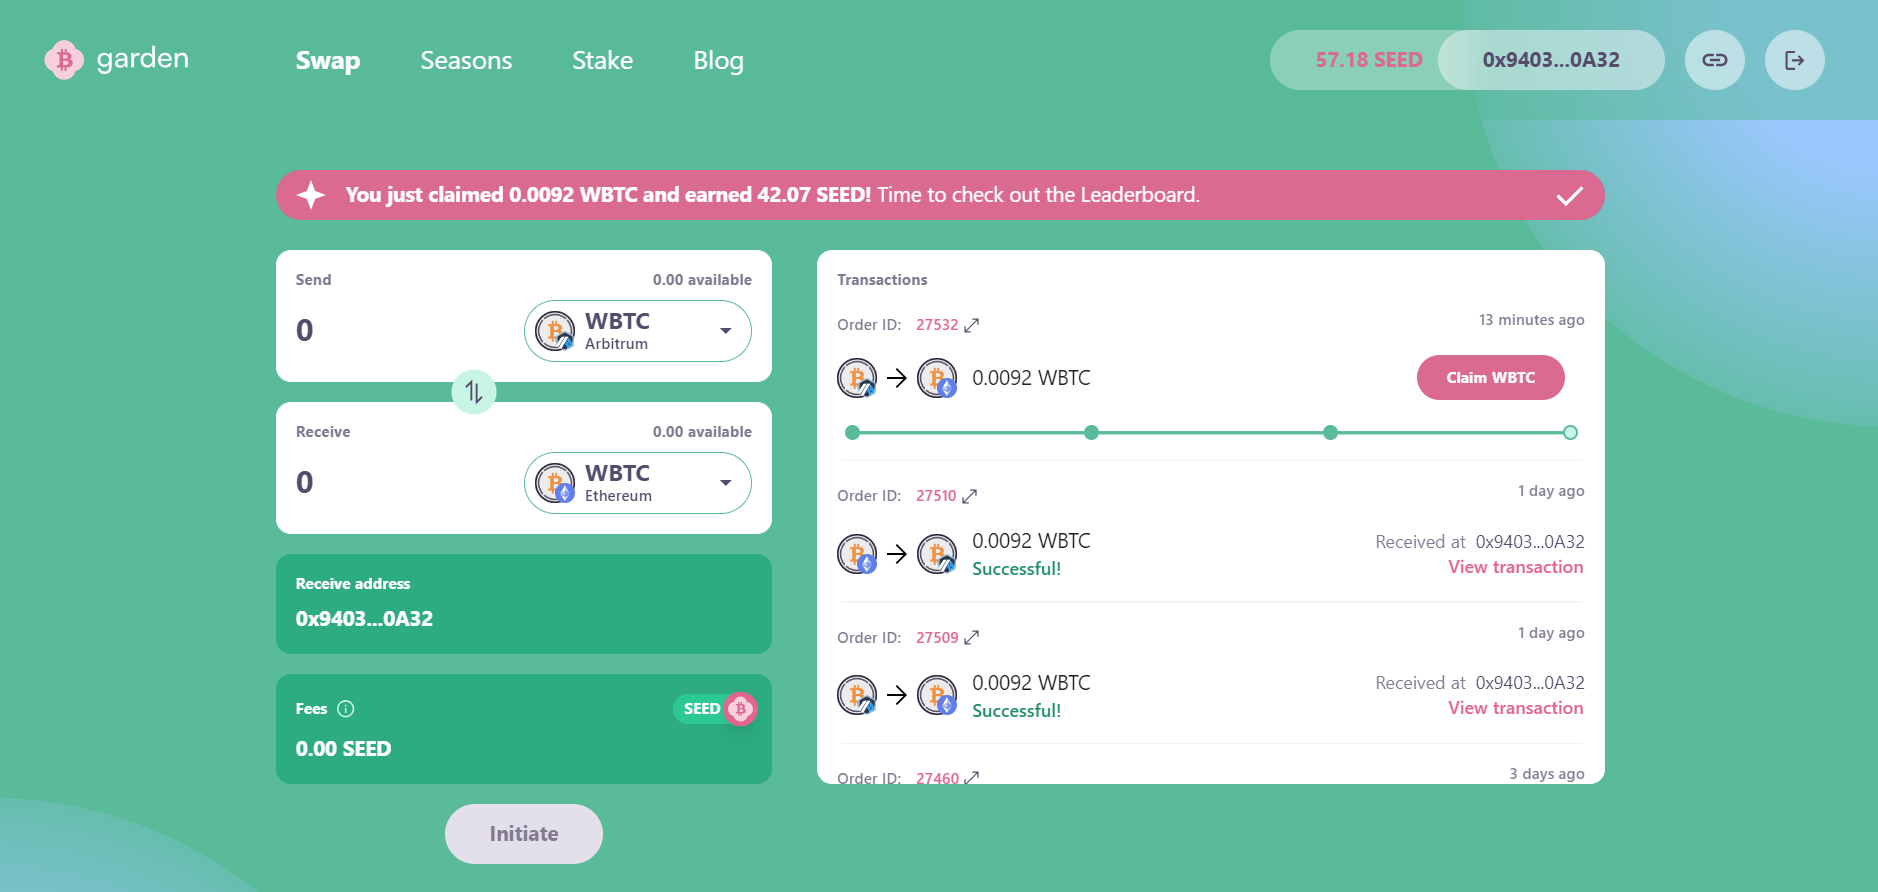 garden
Swap
Seasons
Stake
Blog
57.18 SEED
0x9403...0A32
You just claimed 0.0092 WBTC and earned 42.07 SEED! Time to check out the Leaderboard.
Send
0.00 available
0
WBTC
Arbitrum
Receive
0.00 available
0
WBTC
Ethereum
Receive address
0x9403...0A32
Fees
SEED
0.00 SEED
Initiate
Transactions
Order ID: 27532
13 minutes ago
0.0092 WBTC
Claim WBTC
Order ID: 27510
1 day ago
0.0092 WBTC
Successful!
Received at 0x9403...0A32
View transaction
Order ID: 27509
1 day ago
0.0092 WBTC
Successful!
Received at 0x9403...0A32
View transaction
Order ID: 27460
3 days ago